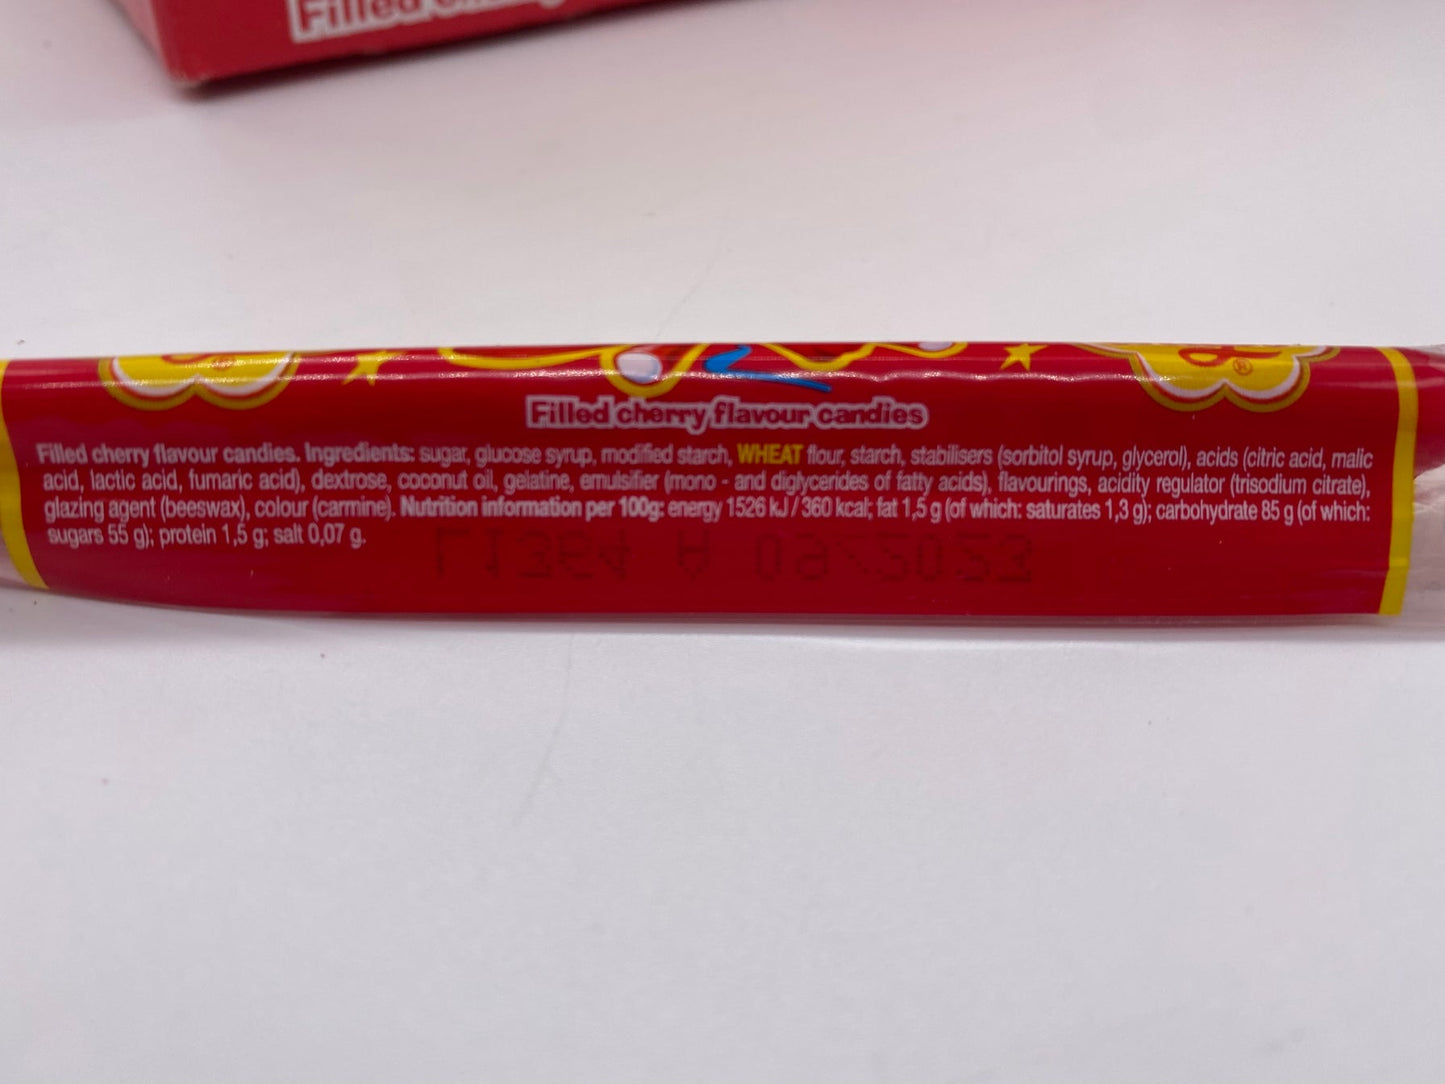 Filled
Filled cherry flavour candies
Filled cherry flavour candies. Ingredients: sugar, glucose syrup, modified starch, WHEAT flour, starch, stabilisers (sorbitol syrup, glycerol), acids (citric acid, malic
acid, lactic acid, fumaric acid), dextrose, coconut oil, gelatine, emulsifier (mono - and diglycerides of fatty acids), flavourings, acidity regulator (trisodium citrate),
glazing agent (beeswax), colour (carmine). Nutrition information per 100g: energy 1526 kJ / 360 kcal; fat 1,5 g (of which: saturates 1,3 g); carbohydrate 85 g (of which:
sugars 55 g); protein 1,5 g; salt 0,07 g.
L1364 A 09/2023